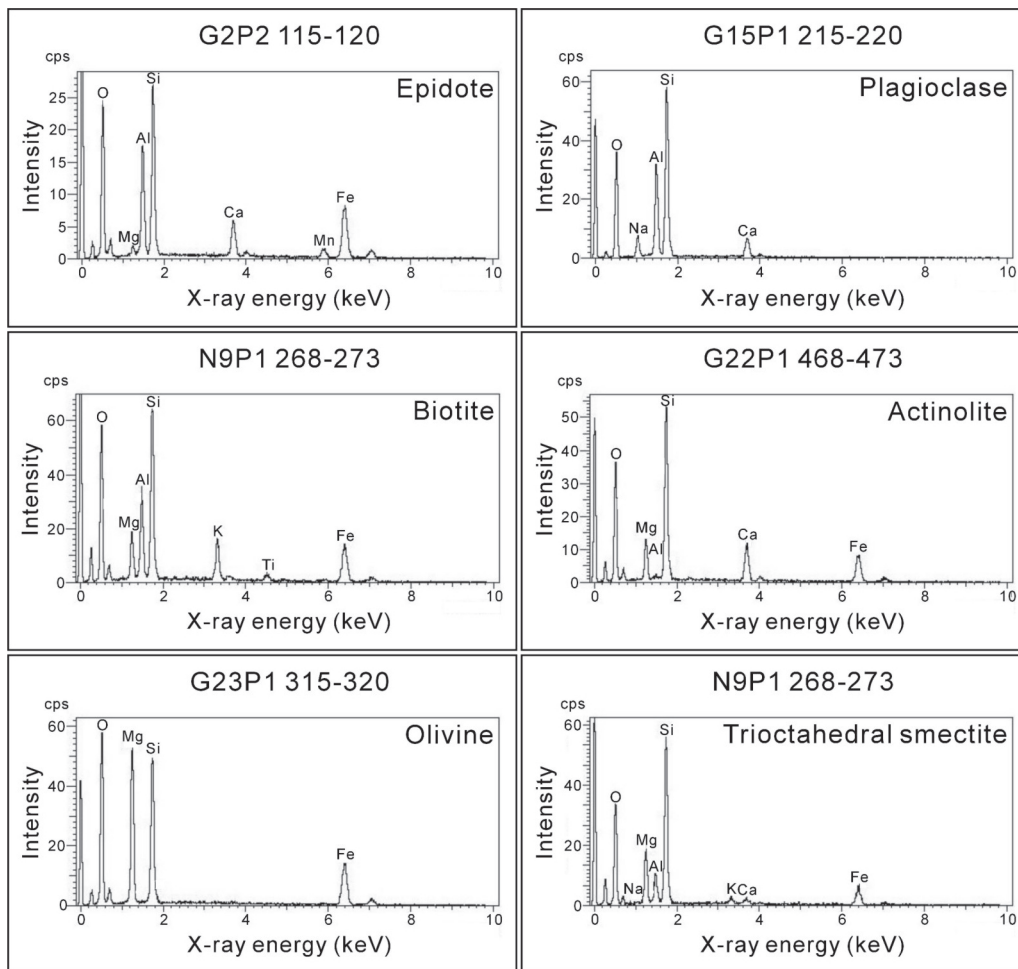 G2P2 115-120
cps
Epidote
Intensity
25
20
15
10
5
0
O
Mg
Al
Si
Ca
Mn
Fe
0 2 4 6 8 10
X-ray energy (keV)
G15P1 215-220
cps
Plagioclase
Intensity
60
40
20
0
O
Na
Al
Si
Ca
0 2 4 6 8 10
X-ray energy (keV)
N9P1 268-273
cps
Biotite
Intensity
60
40
20
0
O
Mg
Al
Si
K
Ti
Fe
0 2 4 6 8 10
X-ray energy (keV)
G22P1 468-473
cps
Actinolite
Intensity
50
40
30
20
10
0
O
Mg
Al
Si
Ca
Fe
0 2 4 6 8 10
X-ray energy (keV)
G23P1 315-320
cps
Olivine
Intensity
60
40
20
0
O
Mg
Si
Fe
0 2 4 6 8 10
X-ray energy (keV)
N9P1 268-273
cps
Trioctahedral smectite
Intensity
60
40
20
0
O
Na
Mg
Al
Si
KCa
Fe
0 2 4 6 8 10
X-ray energy (keV)